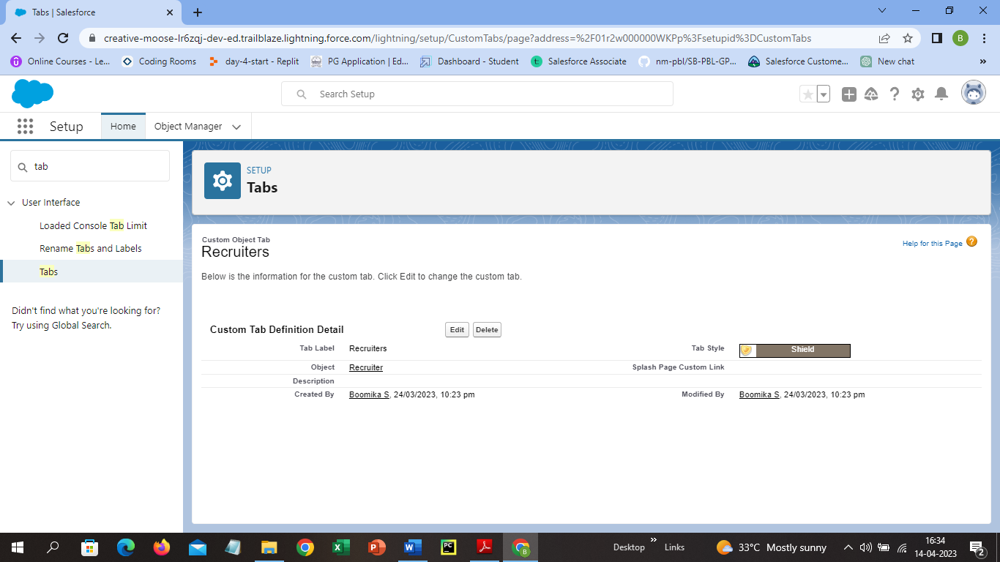 Tabs | Salesforce
creative-moose-lr6zqj-dev-ed.trailblaze.lightning.force.com/lightning/setup/CustomTabs/page?address=%2F01r2w000000WKPp%3Fsetupid%3DCustomTabs
B
Online Courses - Le...
Coding Rooms
day-4-start - Replit
PG Application | Ed...
Dashboard - Student
Salesforce Associate
nm-pbl/SB-PBL-GP...
Salesforce Custome...
New chat
»
Search Setup
Setup
Home
Object Manager
tab
User Interface
Loaded Console Tab Limit
Rename Tabs and Labels
Tabs
Didn't find what you're looking for?
Try using Global Search.
SETUP
Tabs
Custom Object Tab
Recruiters
Help for this Page ?
Below is the information for the custom tab. Click Edit to change the custom tab.
Custom Tab Definition Detail
Edit
Delete
Tab Label Recruiters
Tab Style Shield
Object Recruiter
Splash Page Custom Link
Description
Created By Boomika S, 24/03/2023, 10:23 pm
Modified By Boomika S, 24/03/2023, 10:23 pm
Desktop
»
Links
33°C Mostly sunny
16:34
14-04-2023
2